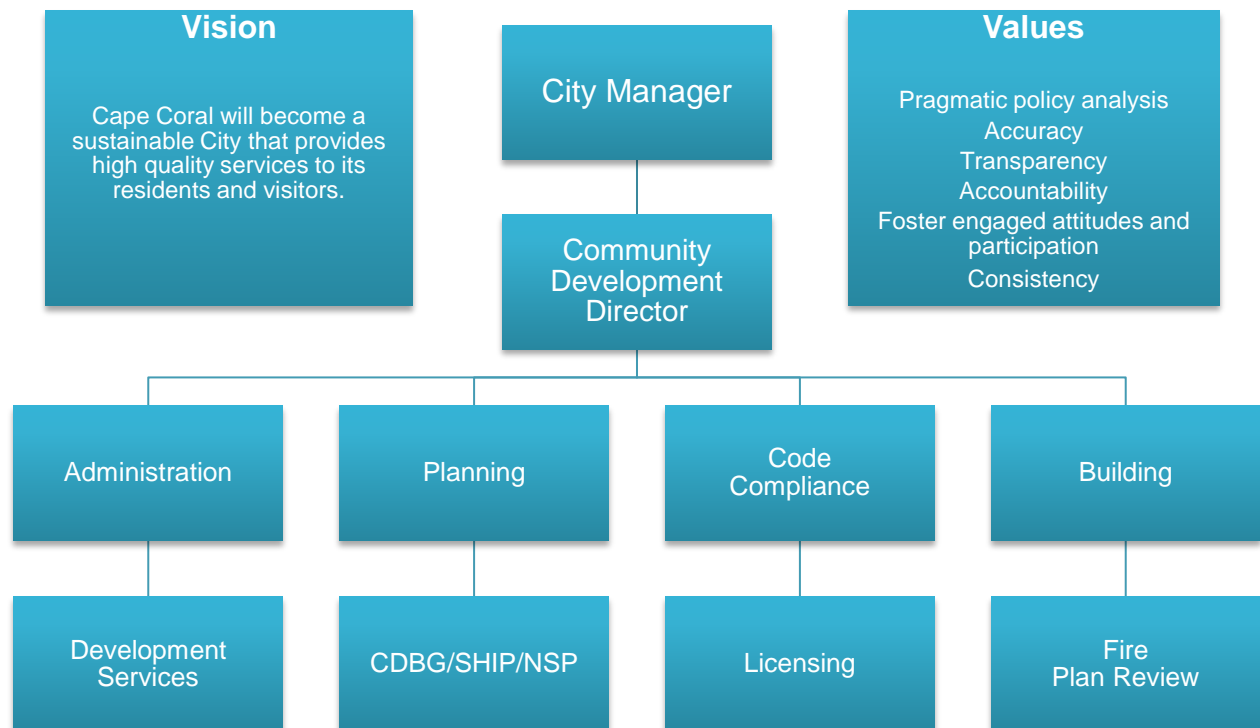 Vision
Cape Coral will become a
sustainable City that provides
high quality services to its
residents and visitors.
City Manager
Values
Pragmatic policy analysis
Accuracy
Transparency
Accountability
Foster engaged attitudes and
participation
Consistency
Community
Development
Director
Administration
Planning
Code
Compliance
Building
Development
Services
CDBG/SHIP/NSP
Licensing
Fire
Plan Review